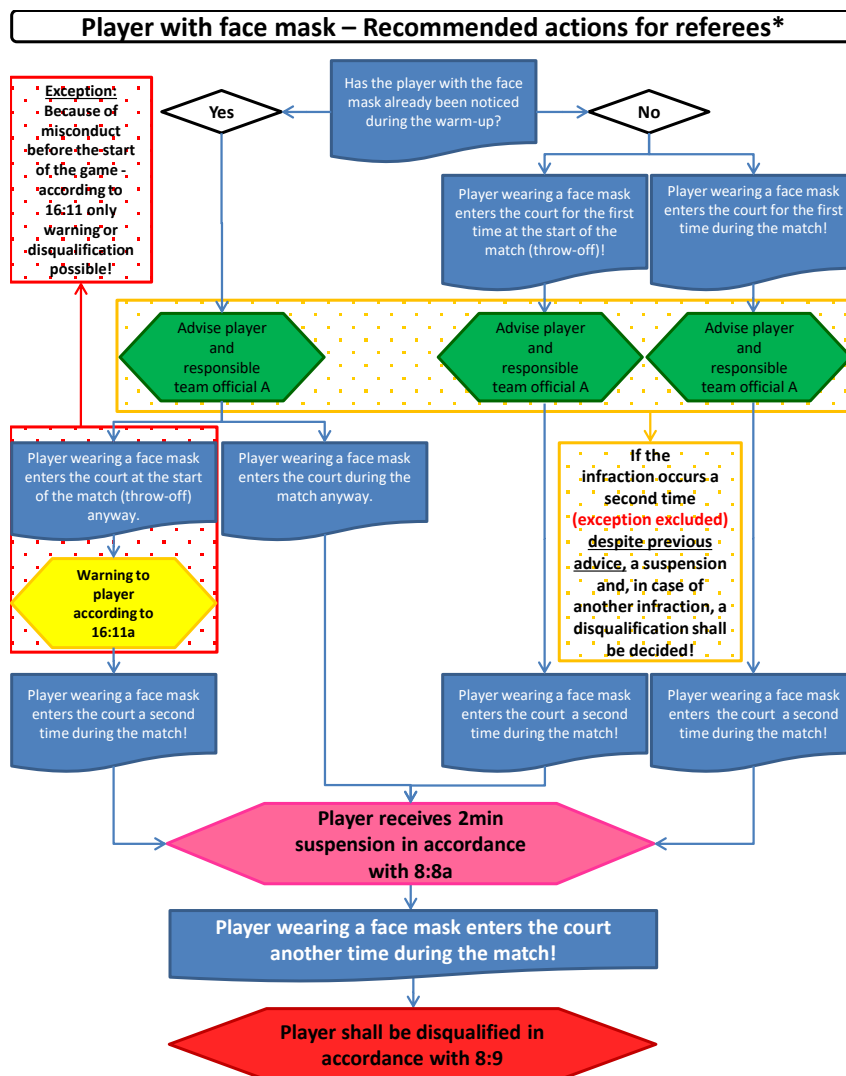 Player with face mask – Recommended actions for referees*
Exception:
Because of
misconduct
before the start
of the game -
according to
16:11 only
warning or
disqualification
possible!
Yes
Has the player with the face
mask already been noticed
during the warm-up?
No
Player wearing a face mask
enters the court for the first
time at the start of the
match (throw-off)!
Player wearing a face mask
enters the court for the first
time during the match!
Advise player
and
responsible
team official A
Advise player
and
responsible
team official A
Advise player
and
responsible
team official A
Player wearing a face mask
enters the court at the start
of the match (throw-off)
anyway.
Player wearing a face mask
enters the court during the
match anyway.
If the
infraction occurs a
second time
(exception excluded)
despite previous
advice, a suspension
and, in case of
another infraction, a
disqualification shall
be decided!
Warning to
player
according to
16:11a
Player wearing a face mask
enters the court a second
time during the match!
Player wearing a face mask
enters the court a second
time during the match!
Player wearing a face mask
enters the court a second
time during the match!
Player receives 2min
suspension in accordance
with 8:8a
Player wearing a face mask enters the court
another time during the match!
Player shall be disqualified in
accordance with 8:9